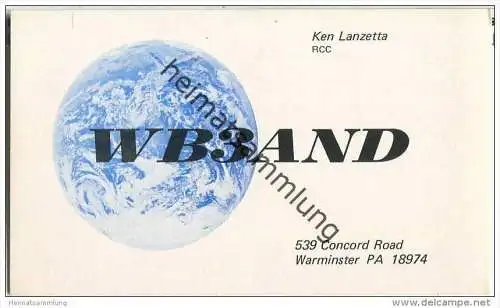 Ken Lanzetta
RCC
WB3AND
heimatsammlung
539 Concord Road
Warminster PA 18974
Heimatsammlung
www.delcampe.net